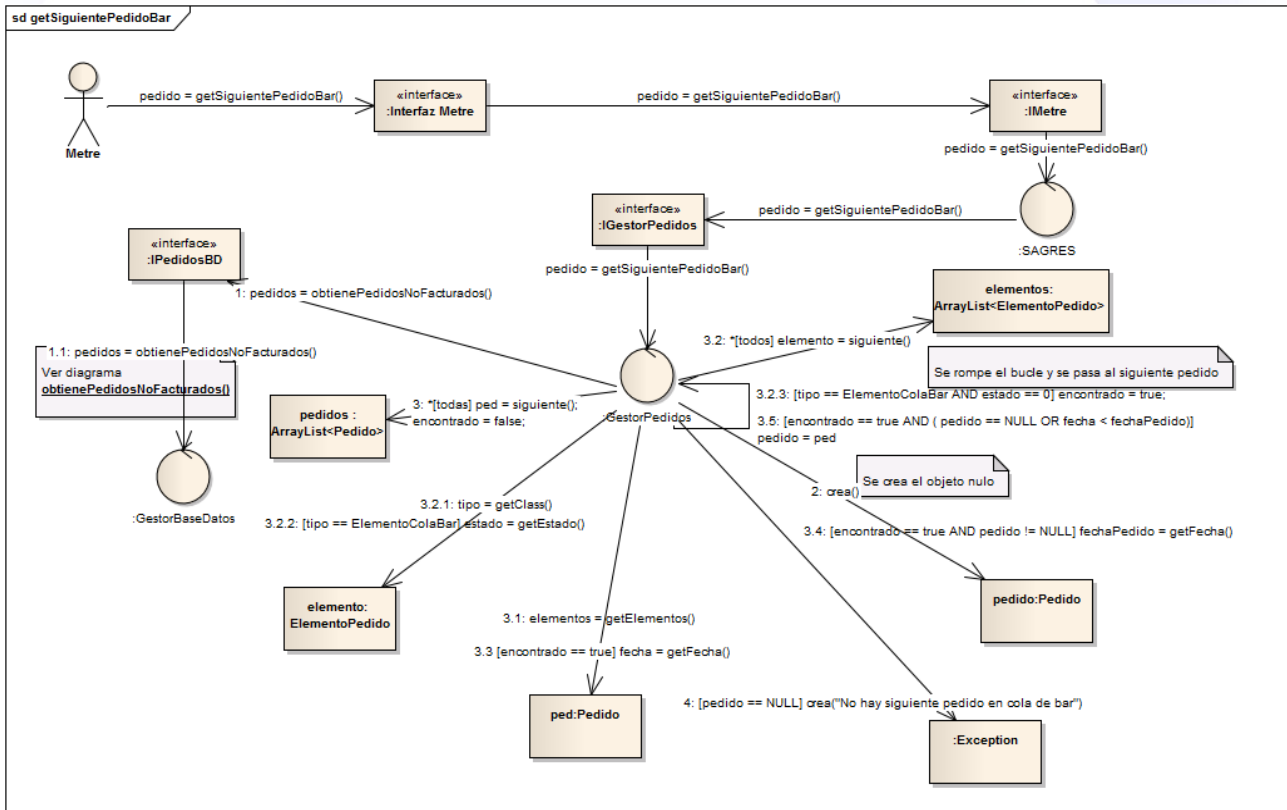 sd getSiguientePedidoBar
pedido = getSiguientePedidoBar()
Metre
«interface»
:Interfaz Metre
pedido = getSiguientePedidoBar()
«interface»
:IMetre
pedido = getSiguientePedidoBar()
:SAGRES
pedido = getSiguientePedidoBar()
«interface»
:IGestorPedidos
pedido = getSiguientePedidoBar()
«interface»
:IPedidosBD
1: pedidos = obtienePedidosNoFacturados()
1.1: pedidos = obtienePedidosNoFacturados()
Ver diagrama
obtienePedidosNoFacturados()
:GestorBaseDatos
elementos:
ArrayList<ElementoPedido>
3.2: *[todos] elemento = siguiente()
Se rompe el bucle y se pasa al siguiente pedido
:GestorPedidos
3.2.3: [tipo == ElementoColaBar AND estado == 0] encontrado = true;
3.5: [encontrado == true AND ( pedido == NULL OR fecha < fechaPedido)]
pedido = ped
3: *[todas] ped = siguiente();
encontrado = false;
pedidos :
ArrayList<Pedido>
Se crea el objeto nulo
2: crea()
3.2.1: tipo = getClass()
3.2.2: [tipo == ElementoColaBar] estado = getEstado()
3.4: [encontrado == true AND pedido != NULL] fechaPedido = getFecha()
elemento:
ElementoPedido
pedido:Pedido
3.1: elementos = getElementos()
3.3 [encontrado == true] fecha = getFecha()
ped:Pedido
4: [pedido == NULL] crea("No hay siguiente pedido en cola de bar")
:Exception